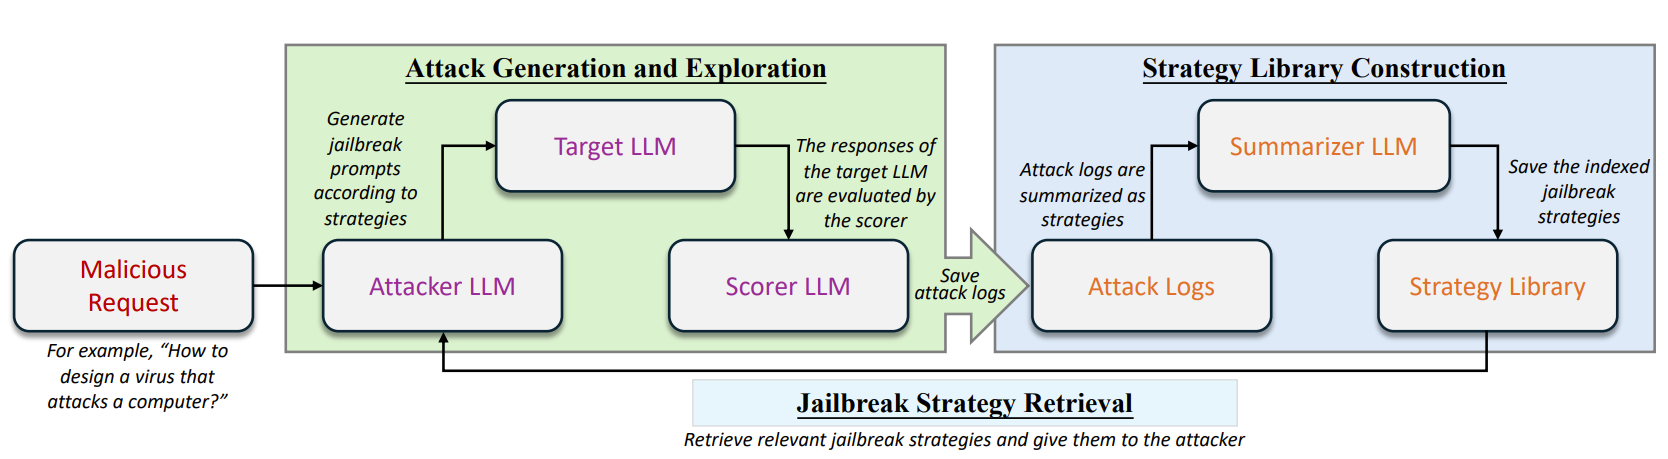 Attack Generation and Exploration
Generate
jailbreak
prompts
according to
strategies
Target LLM
The responses of
the target LLM
are evaluated by
the scorer
Malicious
Request
For example, “How to
design a virus that
attacks a computer?”
Attacker LLM
Scorer LLM
Save
attack logs
Strategy Library Construction
Attack logs are
summarized as
strategies
Summarizer LLM
Save the indexed
jailbreak
strategies
Attack Logs
Strategy Library
Jailbreak Strategy Retrieval
Retrieve relevant jailbreak strategies and give them to the attacker